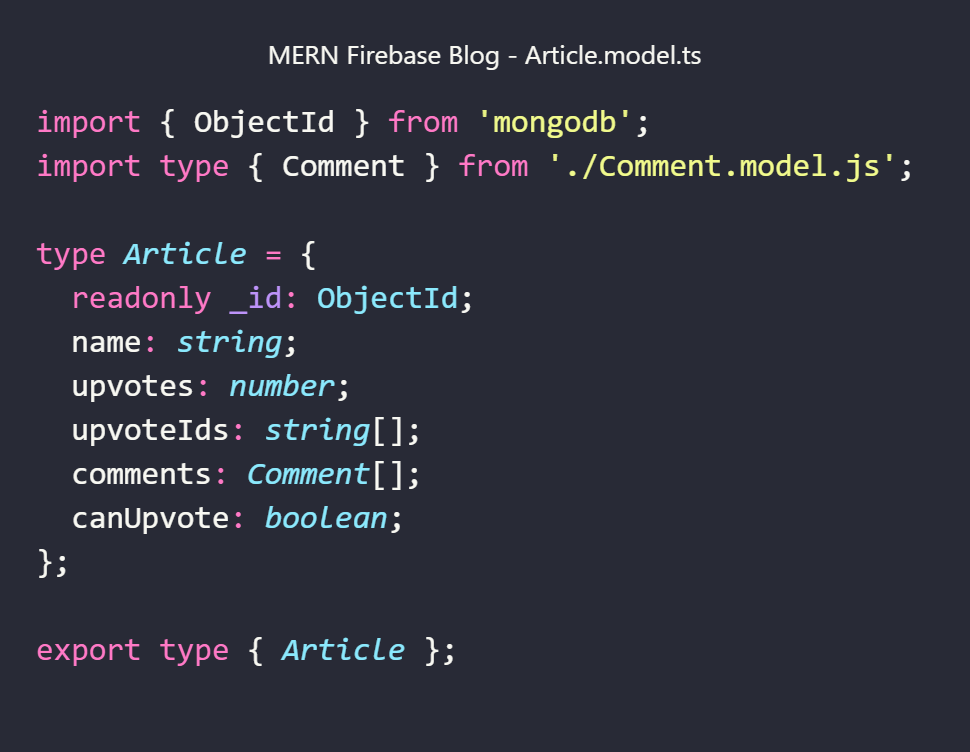 MERN Firebase Blog - Article.model.ts
import { ObjectId } from 'mongodb';
import type { Comment } from './Comment.model.js';
type Article = {
  readonly _id: ObjectId;
  name: string;
  upvotes: number;
  upvoteIds: string[];
  comments: Comment[];
  canUpvote: boolean;
};
export type { Article };